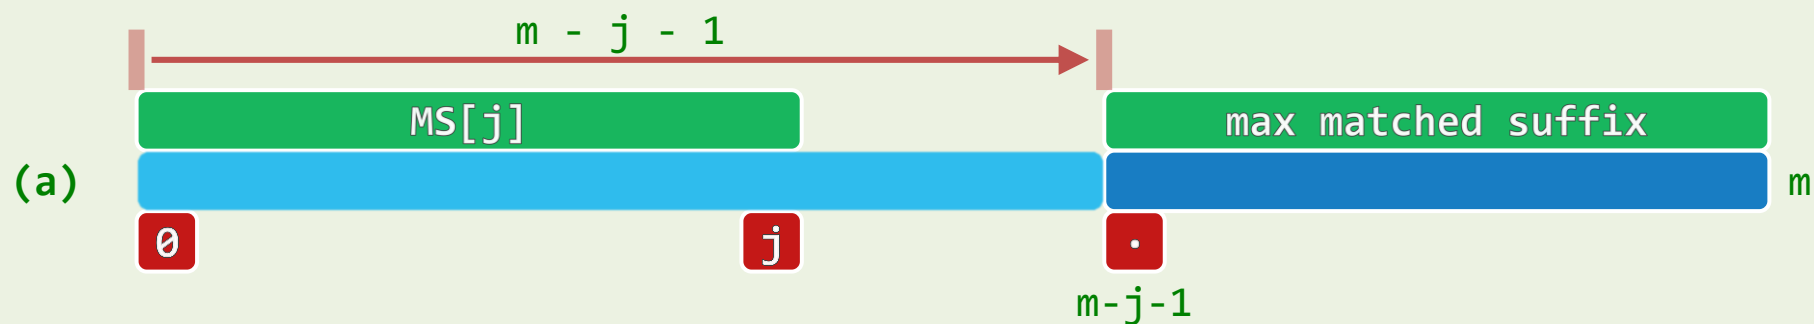 m - j - 1
MS[j] max matched suffix
(a) m
0 j ·
m-j-1